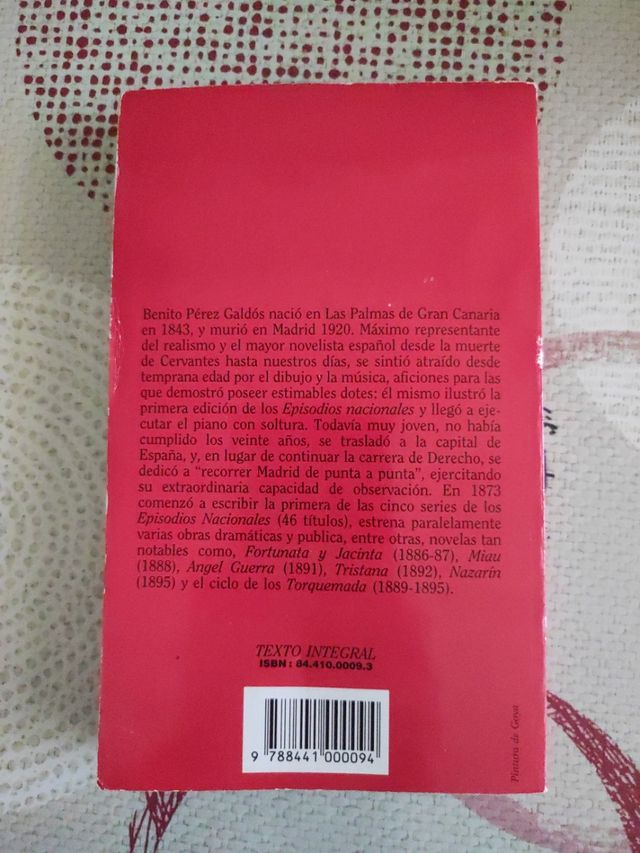 Benito Pérez Galdós nació en Las Palmas de Gran Canaria
en 1843, y murió en Madrid 1920. Máximo representante
del realismo y el mayor novelista español desde la muerte
de Cervantes hasta nuestros días, se sintió atraído desde
temprana edad por el dibujo y la música, aficiones para las
que demostró poseer estimables dotes: él mismo ilustró la
primera edición de los Episodios nacionales y llegó a eje-
cutar el piano con soltura. Todavía muy joven, no había
cumplido los veinte años, se trasladó a la capital de
España, y, en lugar de continuar la carrera de Derecho, se
dedicó a “recorrer Madrid de punta a punta”, ejercitando
su extraordinaria capacidad de observación. En 1873
comenzó a escribir la primera de las cinco series de los
Episodios Nacionales (46 títulos), estrena paralelamente
varias obras dramáticas y publica, entre otras, novelas tan
notables como, Fortunata y Jacinta (1886-87), Miau
(1888), Angel Guerra (1891), Tristana (1892), Nazarín
(1895) y el ciclo de los Torquemada (1889-1895).
TEXTO INTEGRAL
ISBN: 84.410.0009.3
9 788441 000094
Pintura de Goya